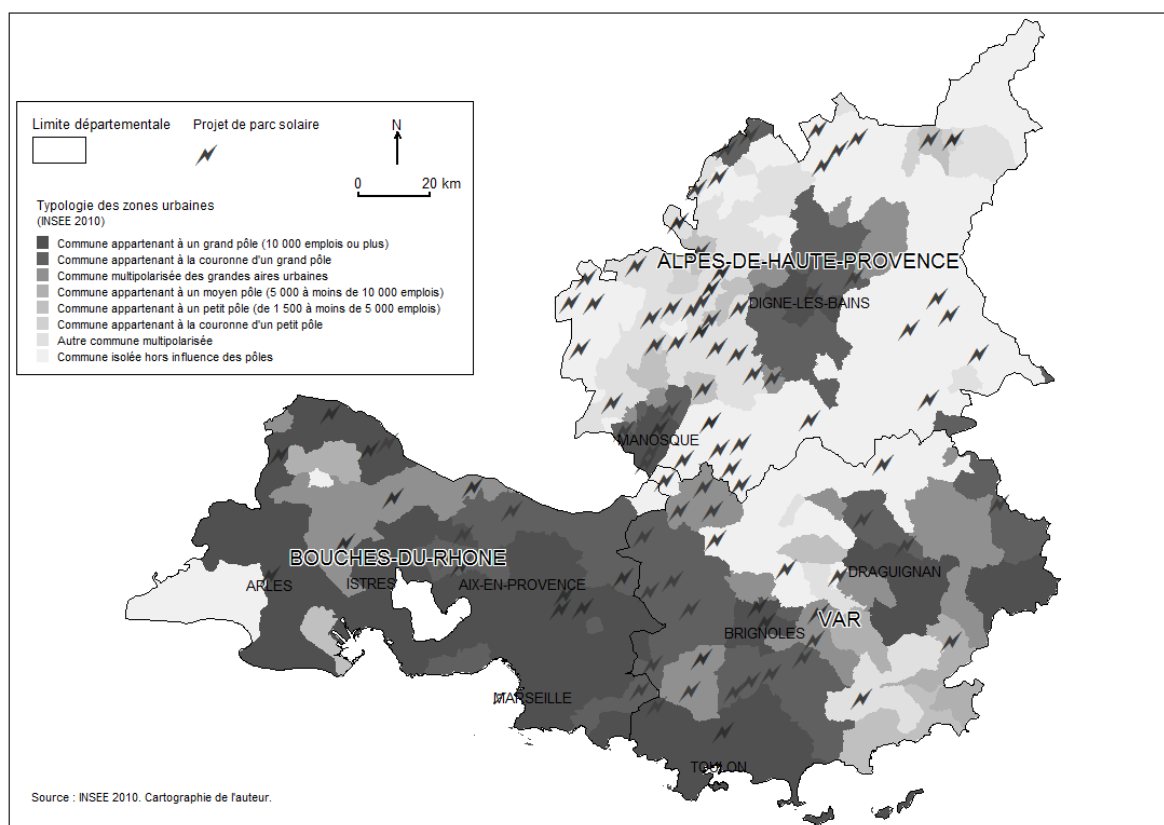 Limite départementale
Projet de parc solaire
N
0 20 km
Typologie des zones urbaines
(INSEE 2010)
Commune appartenant à un grand pôle (10 000 emplois ou plus)
Commune appartenant à la couronne d'un grand pôle
Commune multipolarisée des grandes aires urbaines
Commune appartenant à un moyen pôle (5 000 à moins de 10 000 emplois)
Commune appartenant à un petit pôle (de 1 500 à moins de 5 000 emplois)
Commune appartenant à la couronne d'un petit pôle
Autre commune multipolarisée
Commune isolée hors influence des pôles
ALPES-DE-HAUTE-PROVENCE
DIGNE-LES-BAINS
MANOSQUE
BOUCHES-DU-RHONE
ARLES
ISTRES
AIX-EN-PROVENCE
MARSEILLE
DRAGUIGNAN
VAR
BRIGNOLES
TOULON
Source : INSEE 2010. Cartographie de l'auteur.